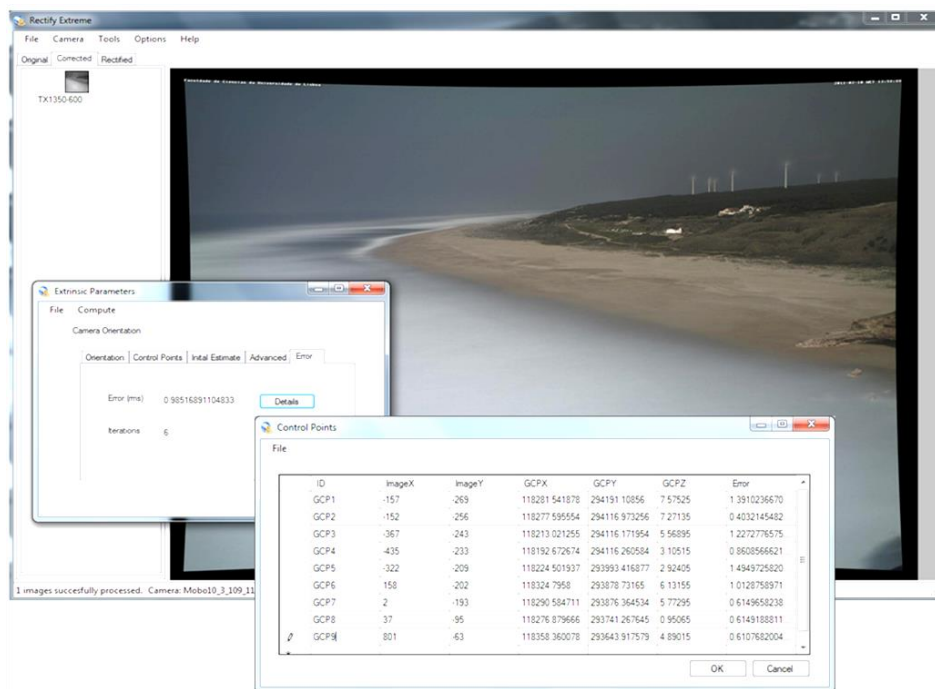 Rectify Extreme
File Camera Tools Options Help
Original Corrected Rectified
TX1350-600
Faculdade de Ciencias da Universidade de Lisboa
Extrinsic Parameters
File Compute
Camera Orientation
Orientation Control Points Inital Estimate Advanced Error
Error (rms) 0.98516891104833 Details
Iterations 6
1 images succesfully processed. Camera: Mobo10_3_109_11
Control Points
File
ID ImageX ImageY GCPX GCPY GCPZ Error
GCP1 -157 -269 118281.541878 294191.10856 7.57525 1.3910236670
GCP2 -152 -256 118277.595554 294116.973256 7.27135 0.4032145482
GCP3 -367 -243 118213.021255 294116.171954 5.56895 1.2272776575
GCP4 -435 -233 118192.672674 294116.260584 3.10515 0.8608566621
GCP5 -322 -209 118224.501937 293993.416877 2.92405 1.4949725820
GCP6 158 -202 118324.7958 293878.73165 6.13155 1.0128758971
GCP7 2 -193 118290.584711 293876.364534 5.77295 0.6149658238
GCP8 37 -95 118276.879666 293741.267645 0.95065 0.6149188811
GCP9 801 -63 118358.360078 293643.917579 4.89015 0.6107682004
OK Cancel